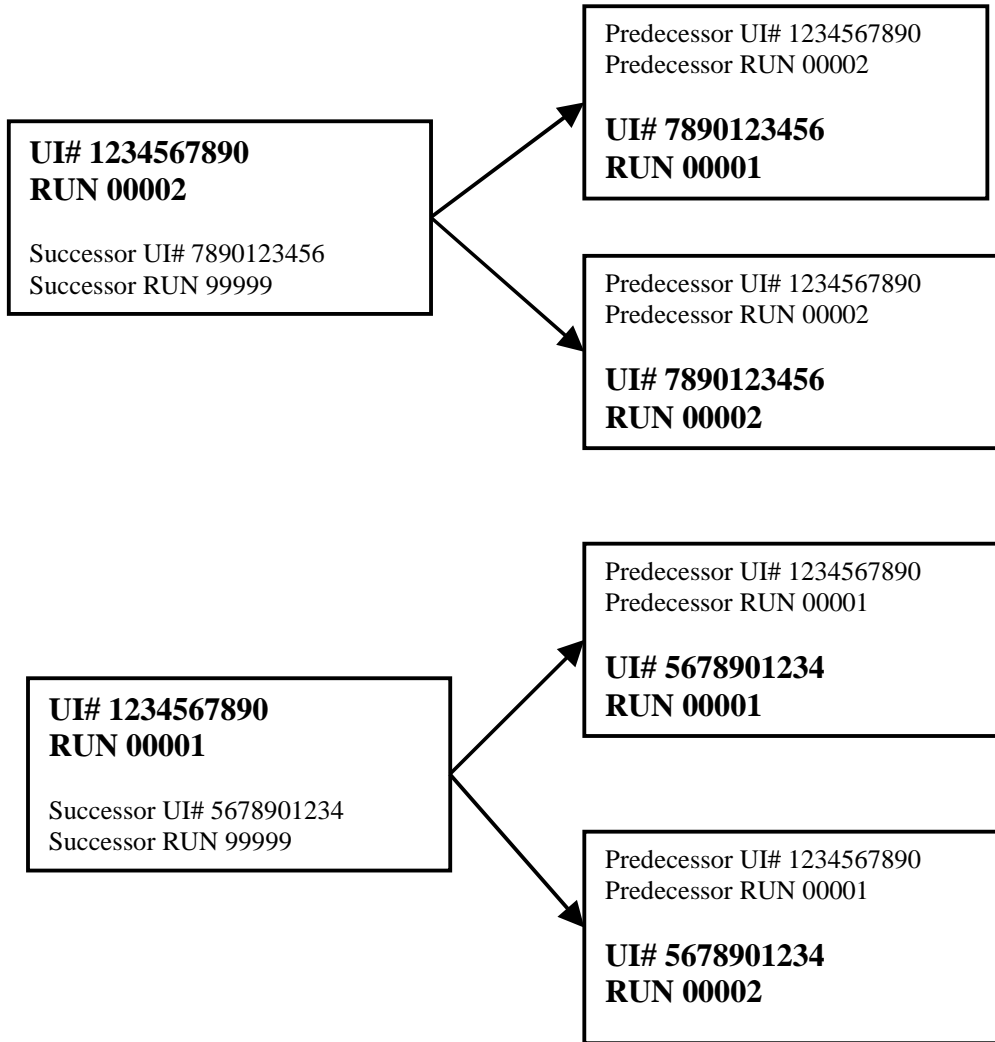 UI# 1234567890
RUN 00002
Successor UI# 7890123456
Successor RUN 99999
Predecessor UI# 1234567890
Predecessor RUN 00002
UI# 7890123456
RUN 00001
Predecessor UI# 1234567890
Predecessor RUN 00002
UI# 7890123456
RUN 00002
UI# 1234567890
RUN 00001
Successor UI# 5678901234
Successor RUN 99999
Predecessor UI# 1234567890
Predecessor RUN 00001
UI# 5678901234
RUN 00001
Predecessor UI# 1234567890
Predecessor RUN 00001
UI# 5678901234
RUN 00002